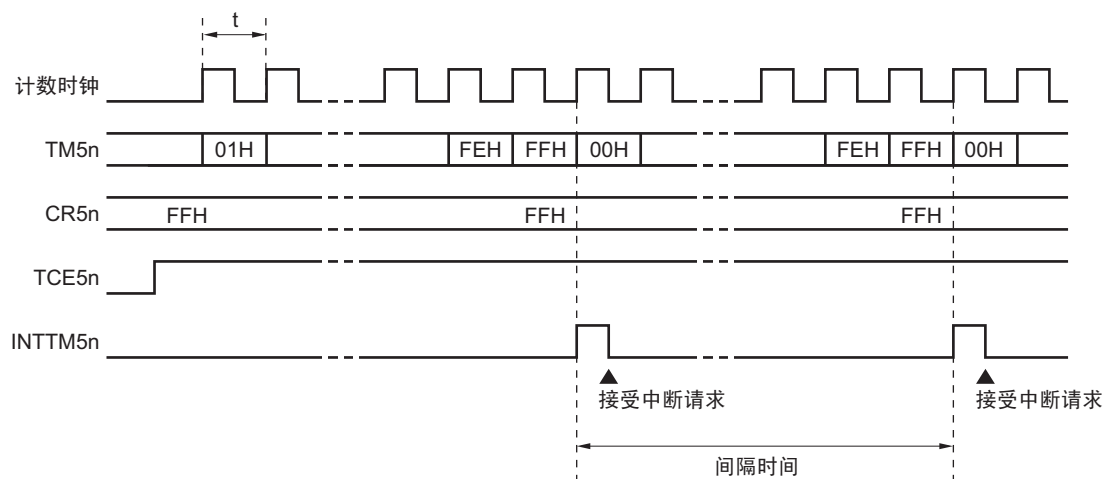 t
计数时钟
TM5n 01H FEH FFH 00H FEH FFH 00H
CR5n FFH FFH FFH
TCE5n
INTTM5n
接受中断请求 接受中断请求
间隔时间